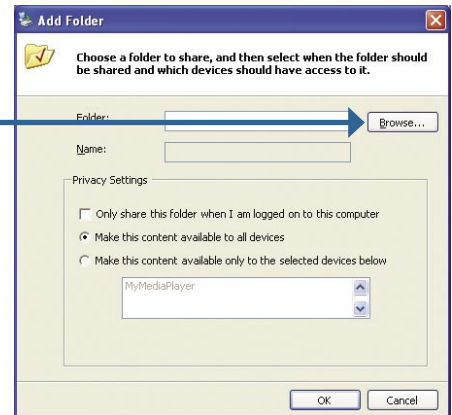 Add Folder
Choose a folder to share, and then select when the folder should
be shared and which devices should have access to it.
Folder:
Browse...
Name:
Privacy Settings
Only share this folder when I am logged on to this computer
Make this content available to all devices
Make this content available only to the selected devices below
MyMediaPlayer
OK
Cancel